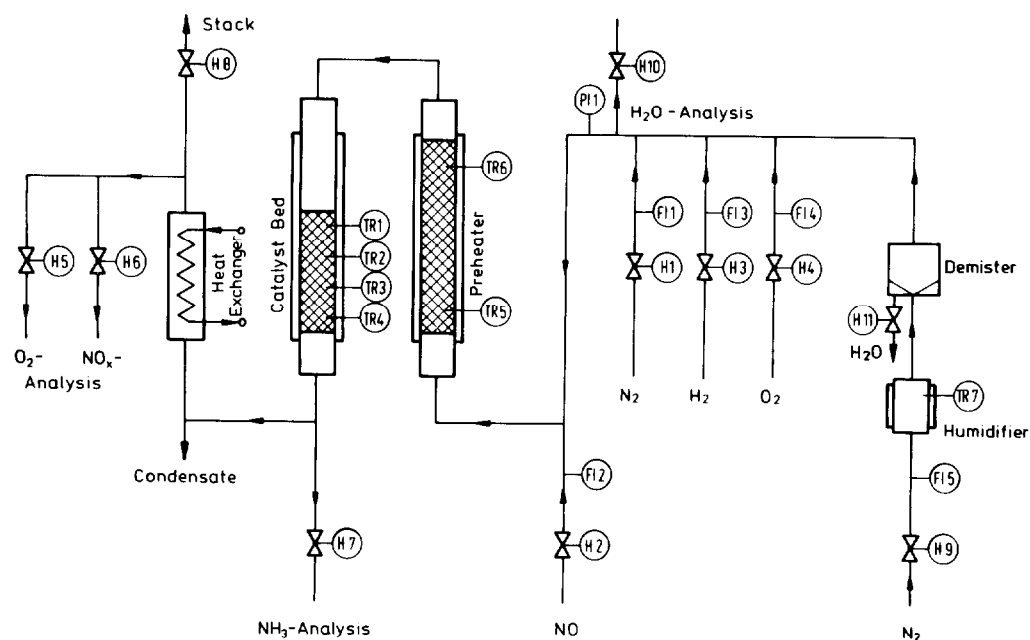 Stack
H8
H10
PI1
H₂O-Analysis
TR6
TR1
TR2
TR3
TR4
TR5
Catalyst Bed
Preheater
Heat
Exchanger
FI1
FI3
FI4
H5
H6
H1
H3
H4
Demister
H11
H₂O
O₂-
NOₓ-
Analysis
N₂
H₂
O₂
TR7
Humidifier
Condensate
FI2
FI5
H7
H2
H9
NH₃-Analysis
NO
N₂